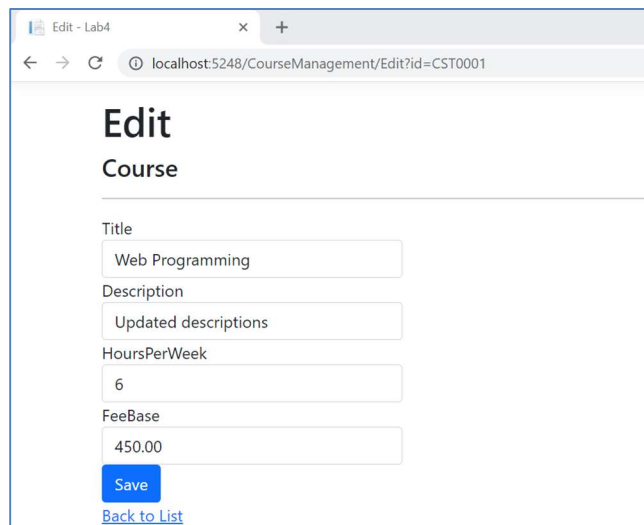 Edit - Lab4
localhost:5248/CourseManagement/Edit?id=CST0001
Edit
Course
Title
Web Programming
Description
Updated descriptions
HoursPerWeek
6
FeeBase
450.00
Save
Back to List